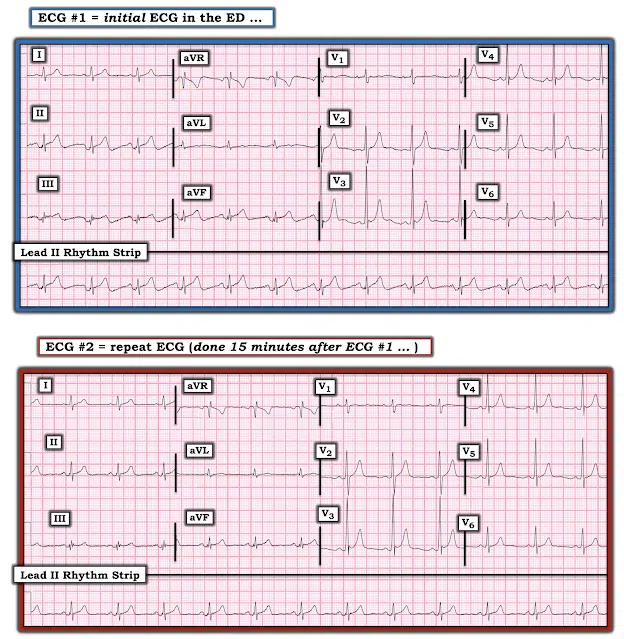 ECG #1 = initial ECG in the ED ...
I
aVR
V1
V4
II
aVL
V2
V5
III
aVF
V3
V6
Lead II Rhythm Strip
ECG #2 = repeat ECG (done 15 minutes after ECG #1 ... )
I
aVR
V1
V4
II
aVL
V2
V5
III
aVF
V3
V6
Lead II Rhythm Strip